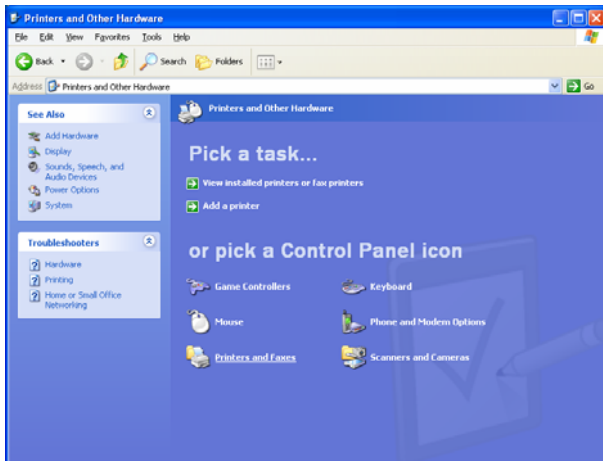 Printers and Other Hardware
File Edit View Favorites Tools Help
Back Search Folders
Address Printers and Other Hardware Go
See Also
Add Hardware
Display
Sounds, Speech, and
Audio Devices
Power Options
System
Troubleshooters
Hardware
Printing
Home or Small Office
Networking
Printers and Other Hardware
Pick a task...
View installed printers or fax printers
Add a printer
or pick a Control Panel icon
Game Controllers Keyboard
Mouse Phone and Modem Options
Printers and Faxes Scanners and Cameras